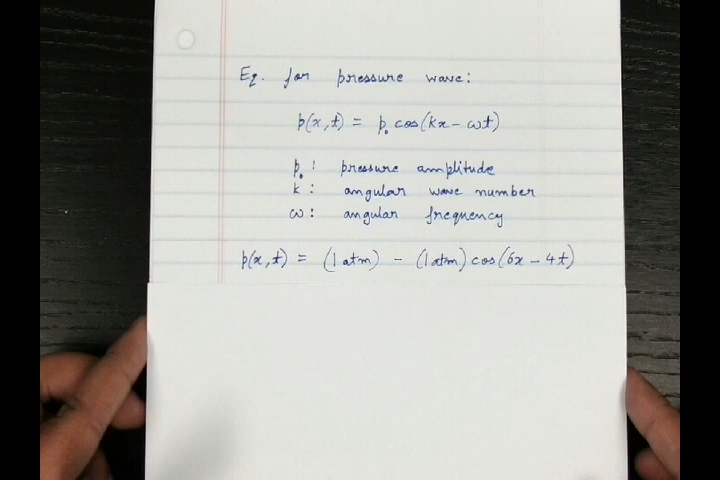 Eq. for pressure wave:
p(x,t) = p₀ cos(kx - ωt)
p₀: pressure amplitude
k: angular wave number
ω: angular frequency
p(x,t) = (1 atm) - (1 atm) cos(6x - 4t)